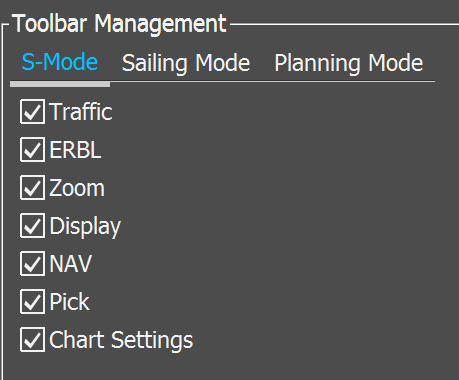 Toolbar Management
S-Mode Sailing Mode Planning Mode
Traffic
ERBL
Zoom
Display
NAV
Pick
Chart Settings